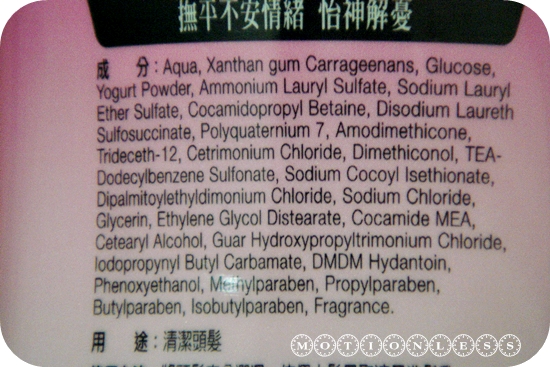 撫平不安情緒 怡神解憂
成 分：Aqua, Xanthan gum Carrageenans, Glucose,
Yogurt Powder, Ammonium Lauryl Sulfate, Sodium Lauryl
Ether Sulfate, Cocamidopropyl Betaine, Disodium Laureth
Sulfosuccinate, Polyquaternium 7, Amodimethicone,
Trideceth-12, Cetrimonium Chloride, Dimethiconol, TEA-
Dodecylbenzene Sulfonate, Sodium Cocoyl Isethionate,
Dipalmitoylethyldimonium Chloride, Sodium Chloride,
Glycerin, Ethylene Glycol Distearate, Cocamide MEA,
Cetearyl Alcohol, Guar Hydroxypropyltrimonium Chloride,
Iodopropynyl Butyl Carbamate, DMDM Hydantoin,
Phenoxyethanol, Methylparaben, Propylparaben,
Butylparaben, Isobutylparaben, Fragrance.
用 途：清潔頭髮
MOTIONLESS